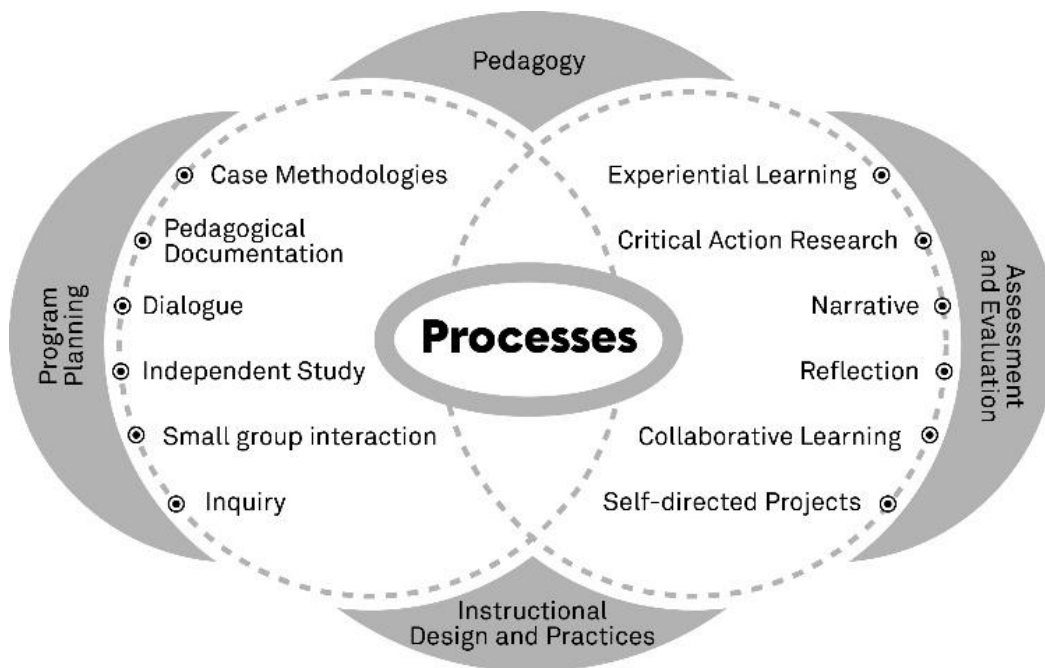 Pedagogy
Case Methodologies
Pedagogical
Documentation
Dialogue
Independent Study
Small group interaction
Inquiry
Processes
Experiential Learning
Critical Action Research
Narrative
Reflection
Collaborative Learning
Self-directed Projects
Program
Planning
Assessment
and Evaluation
Instructional
Design and Practices